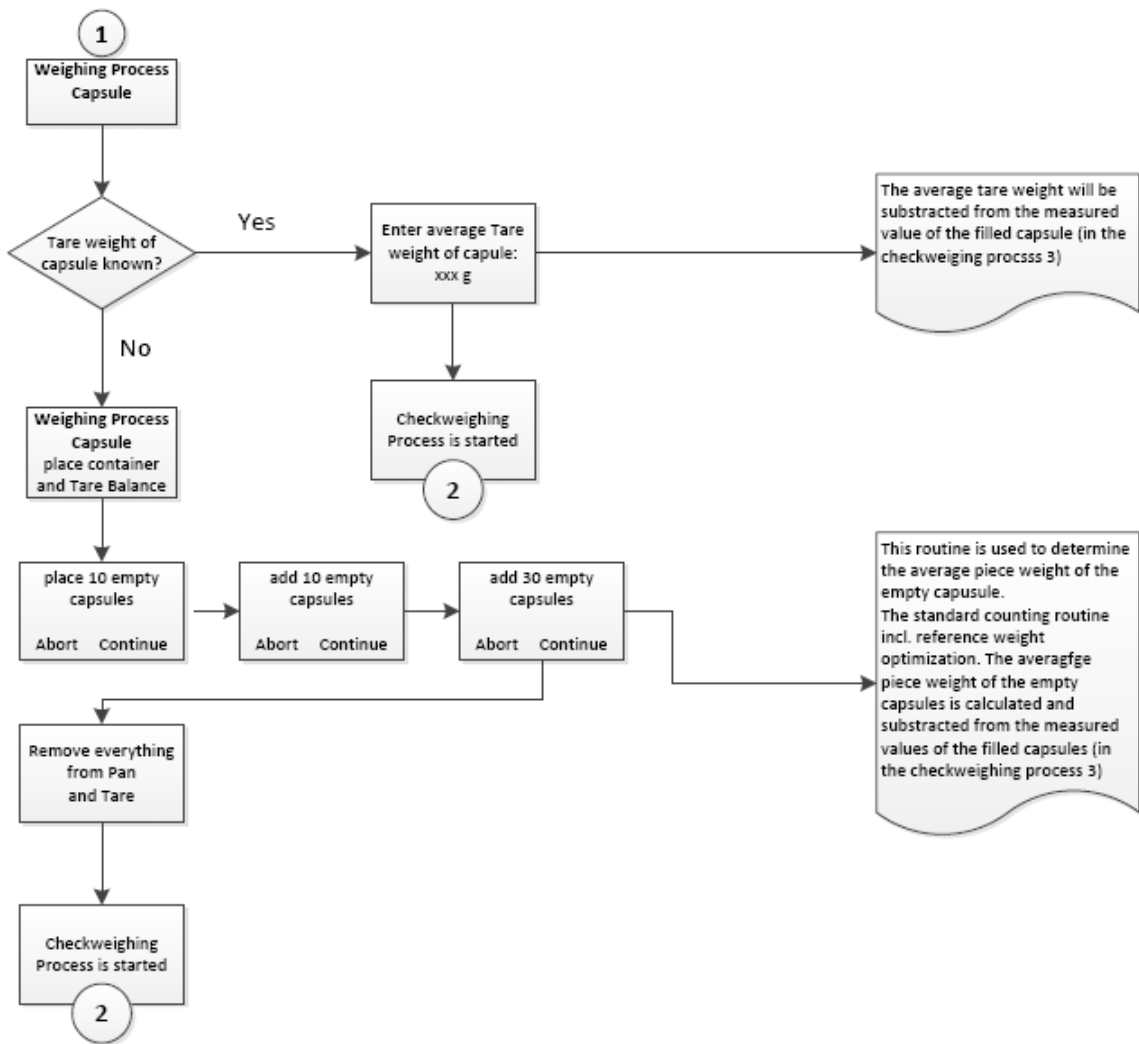 1
Weighing Process
Capsule
Tare weight of
capsule known?
Yes
Enter average Tare
weight of capule:
xxx g
The average tare weight will be
substracted from the measured
value of the filled capsule (in the
checkweiging procsss 3)
No
Checkweighing
Process is started
2
Weighing Process
Capsule
place container
and Tare Balance
place 10 empty
capsules
Abort Continue
add 10 empty
capsules
Abort Continue
add 30 empty
capsules
Abort Continue
This routine is used to determine
the average piece weight of the
empty capusule.
The standard counting routine
incl. reference weight
optimization. The averagfge
piece weight of the empty
capsules is calculated and
substracted from the measured
values of the filled capsules (in
the checkweighing process 3)
Remove everything
from Pan
and Tare
Checkweighing
Process is started
2